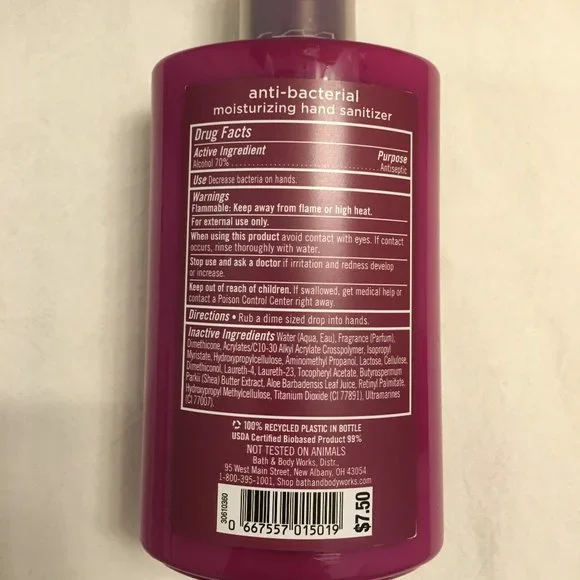 anti-bacterial
moisturizing hand sanitizer
Drug Facts
Active Ingredient Purpose
Alcohol 70% Antiseptic
Use Decrease bacteria on hands.
Warnings
Flammable: Keep away from flame or high heat.
For external use only.
When using this product avoid contact with eyes. If contact
occurs, rinse thoroughly with water.
Stop use and ask a doctor if irritation and redness develop
or increase.
Keep out of reach of children. If swallowed, get medical help or
contact a Poison Control Center right away.
Directions • Rub a dime sized drop into hands.
Inactive Ingredients Water (Aqua, Eau), Fragrance (Parfum),
Dimethicone, Acrylates/C10-30 Alkyl Acrylate Crosspolymer, Isopropyl
Myristate, Hydroxypropylcellulose, Aminomethyl Propanol, Lactose, Cellulose,
Dimethiconol, Laureth-4, Laureth-23, Tocopheryl Acetate, Butyrospermum
Parkii (Shea) Butter Extract, Aloe Barbadensis Leaf Juice, Retinyl Palmitate,
Hydroxypropyl Methylcellulose, Titanium Dioxide (CI 77891), Ultramarines
(CI 77007).
100% RECYCLED PLASTIC IN BOTTLE
USDA Certified Biobased Product 99%
NOT TESTED ON ANIMALS
Bath & Body Works, Distr.,
95 West Main Street, New Albany, OH 43054
1-800-395-1001, Shop bathandbodyworks.com
30610360
0 667557 015019
$7.50